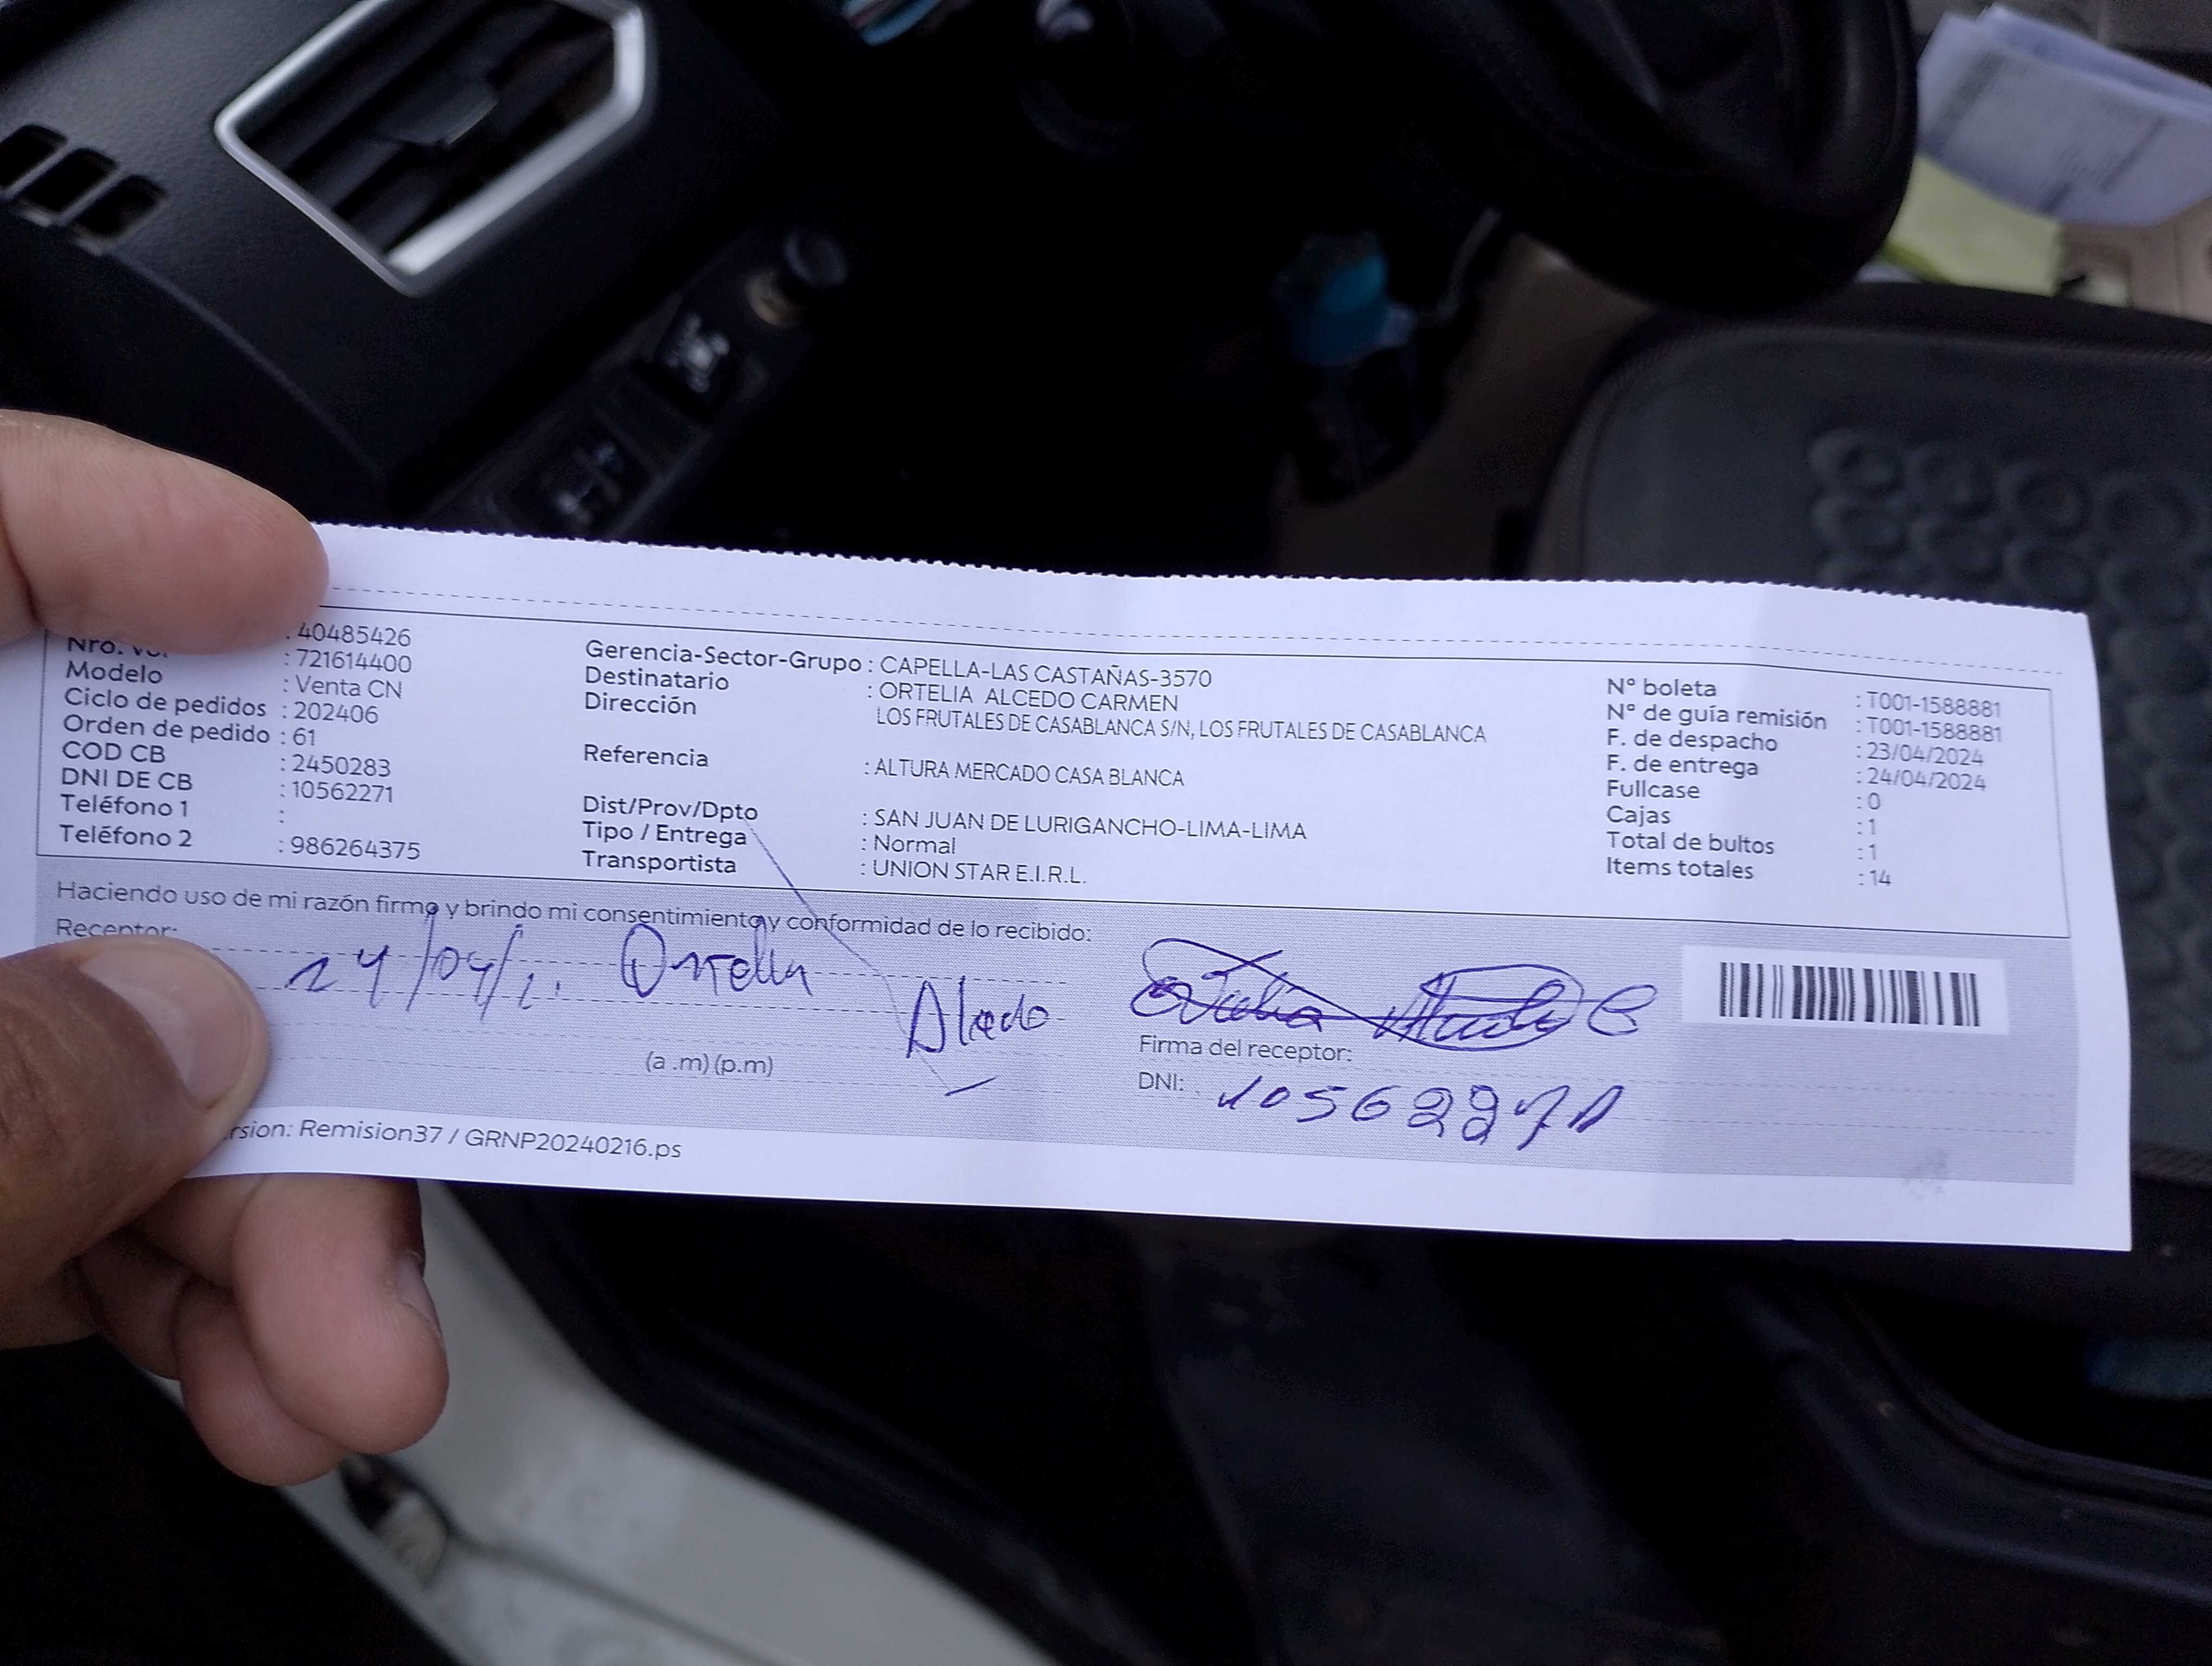 : 40485426
Nro.
: 721614400
Modelo : Venta CN
Ciclo de pedidos : 202406
Orden de pedido : 61
COD CB : 2450283
DNI DE CB : 10562271
Teléfono 1 :
Teléfono 2 : 986264375
Gerencia-Sector-Grupo : CAPELLA-LAS CASTAÑAS-3570
Destinatario : ORTELIA ALCEDO CARMEN
Dirección LOS FRUTALES DE CASABLANCA S/N, LOS FRUTALES DE CASABLANCA
Referencia : ALTURA MERCADO CASA BLANCA
Dist/Prov/Dpto : SAN JUAN DE LURIGANCHO-LIMA-LIMA
Tipo / Entrega : Normal
Transportista : UNION STAR E.I.R.L.
N° boleta : T001-1588881
N° de guía remisión : T001-1588881
F. de despacho : 23/04/2024
F. de entrega : 24/04/2024
Fullcase : 0
Cajas : 1
Total de bultos : 1
Items totales : 14
Haciendo uso de mi razón firmo y brindo mi consentimiento y conformidad de lo recibido:
Receptor:
24/04/
Alcedo
(a .m) (p.m)
Firma del receptor:
DNI: 10562271
rsion: Remision37 / GRNP20240216.ps